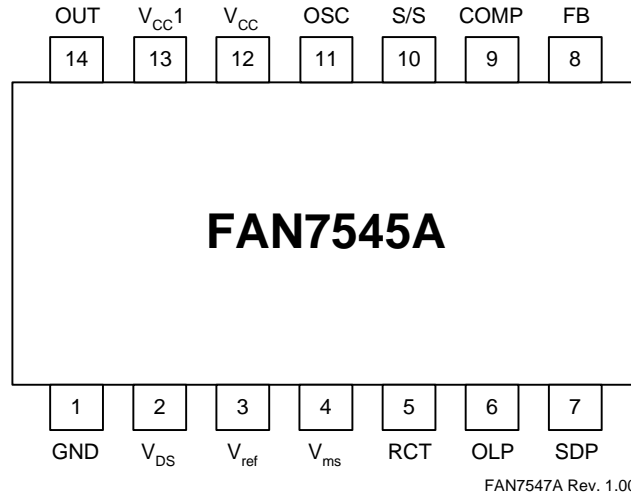 OUT V_CC1 V_CC OSC S/S COMP FB
14 13 12 11 10 9 8
FAN7545A
1 2 3 4 5 6 7
GND V_DS V_ref V_ms RCT OLP SDP
FAN7547A Rev. 1.00